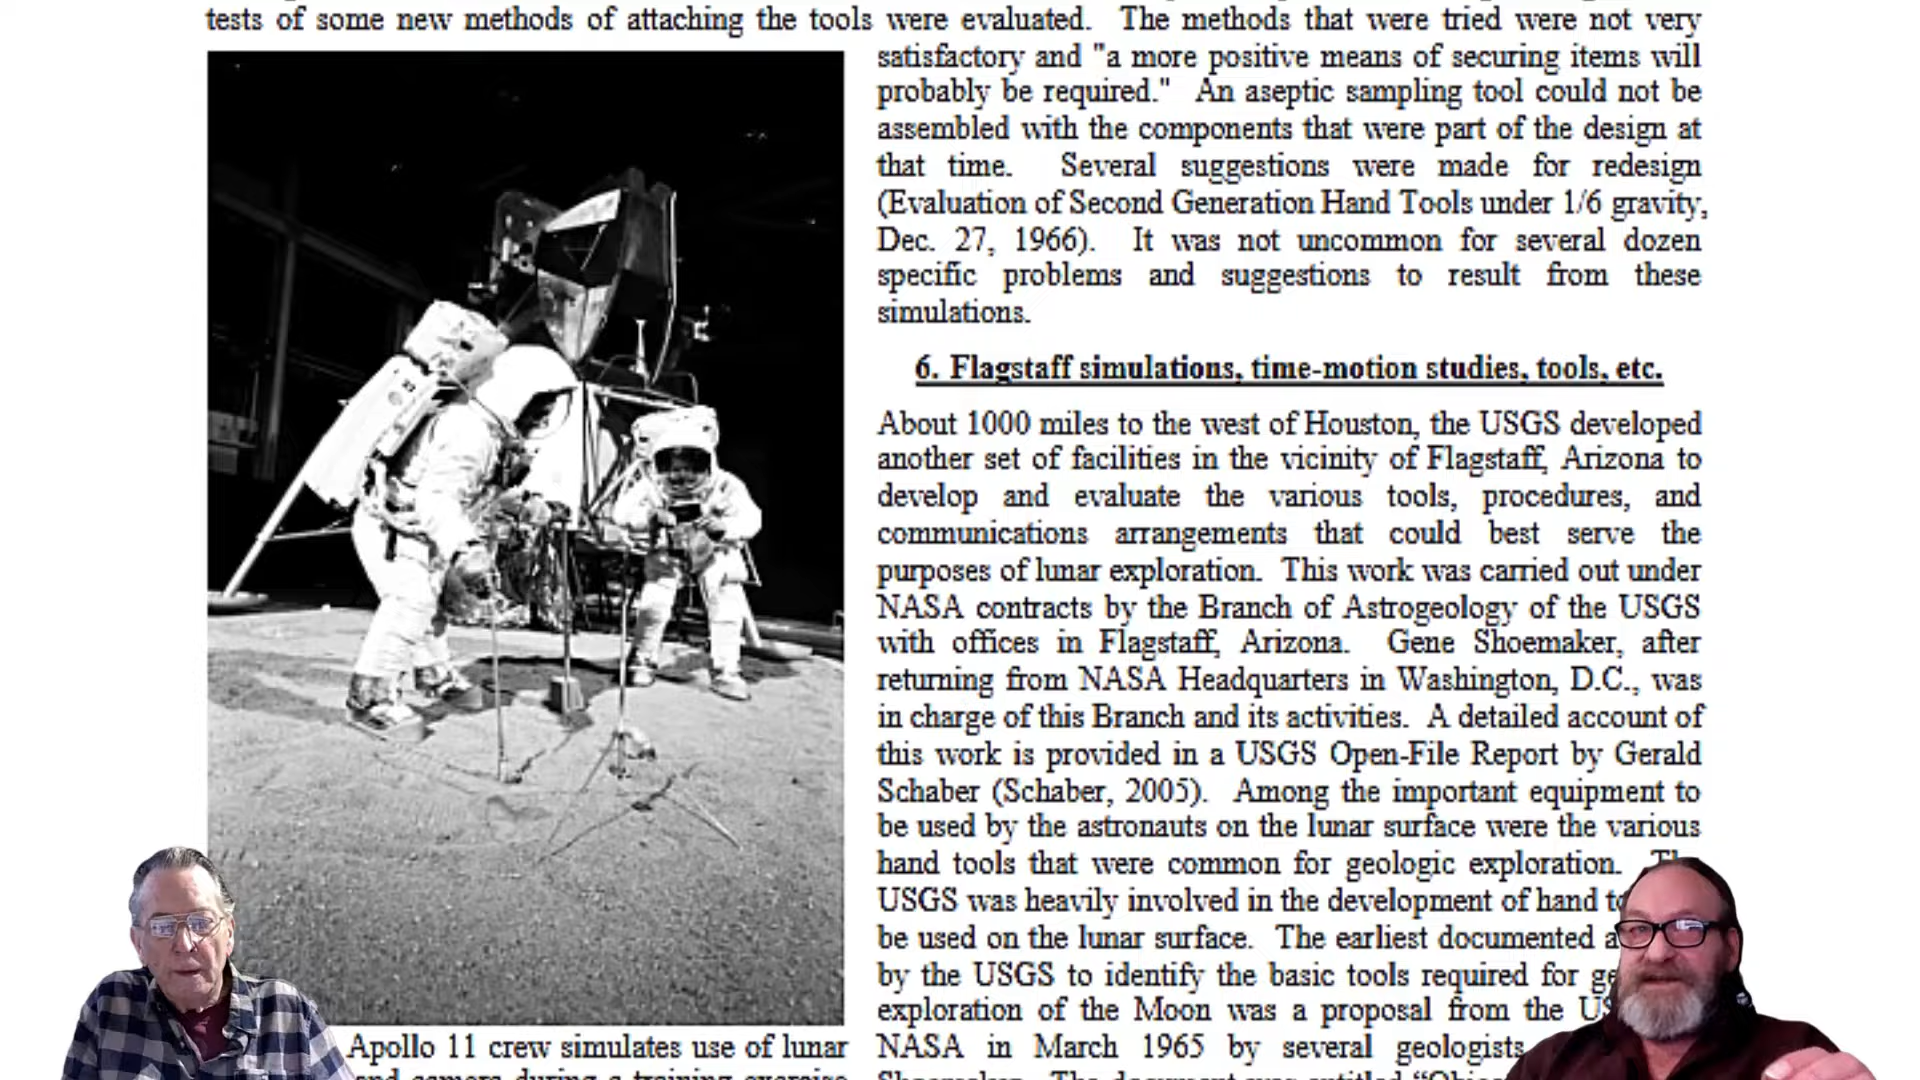 tests of some new methods of attaching the tools were evaluated. The methods that were tried were not very
satisfactory and "a more positive means of securing items will
probably be required." An aseptic sampling tool could not be
assembled with the components that were part of the design at
that time. Several suggestions were made for redesign
(Evaluation of Second Generation Hand Tools under 1/6 gravity,
Dec. 27, 1966). It was not uncommon for several dozen
specific problems and suggestions to result from these
simulations.
6. Flagstaff simulations, time-motion studies, tools, etc.
About 1000 miles to the west of Houston, the USGS developed
another set of facilities in the vicinity of Flagstaff, Arizona to
develop and evaluate the various tools, procedures, and
communications arrangements that could best serve the
purposes of lunar exploration. This work was carried out under
NASA contracts by the Branch of Astrogeology of the USGS
with offices in Flagstaff, Arizona. Gene Shoemaker, after
returning from NASA Headquarters in Washington, D.C., was
in charge of this Branch and its activities. A detailed account of
this work is provided in a USGS Open-File Report by Gerald
Schaber (Schaber, 2005). Among the important equipment to
be used by the astronauts on the lunar surface were the various
hand tools that were common for geologic exploration. The
USGS was heavily involved in the development of hand
be used on the lunar surface. The earliest documented
by the USGS to identify the basic tools required for
exploration of the Moon was a proposal from the
NASA in March 1965 by several geologists
Apollo 11 crew simulates use of lunar
and camera during a training exercise